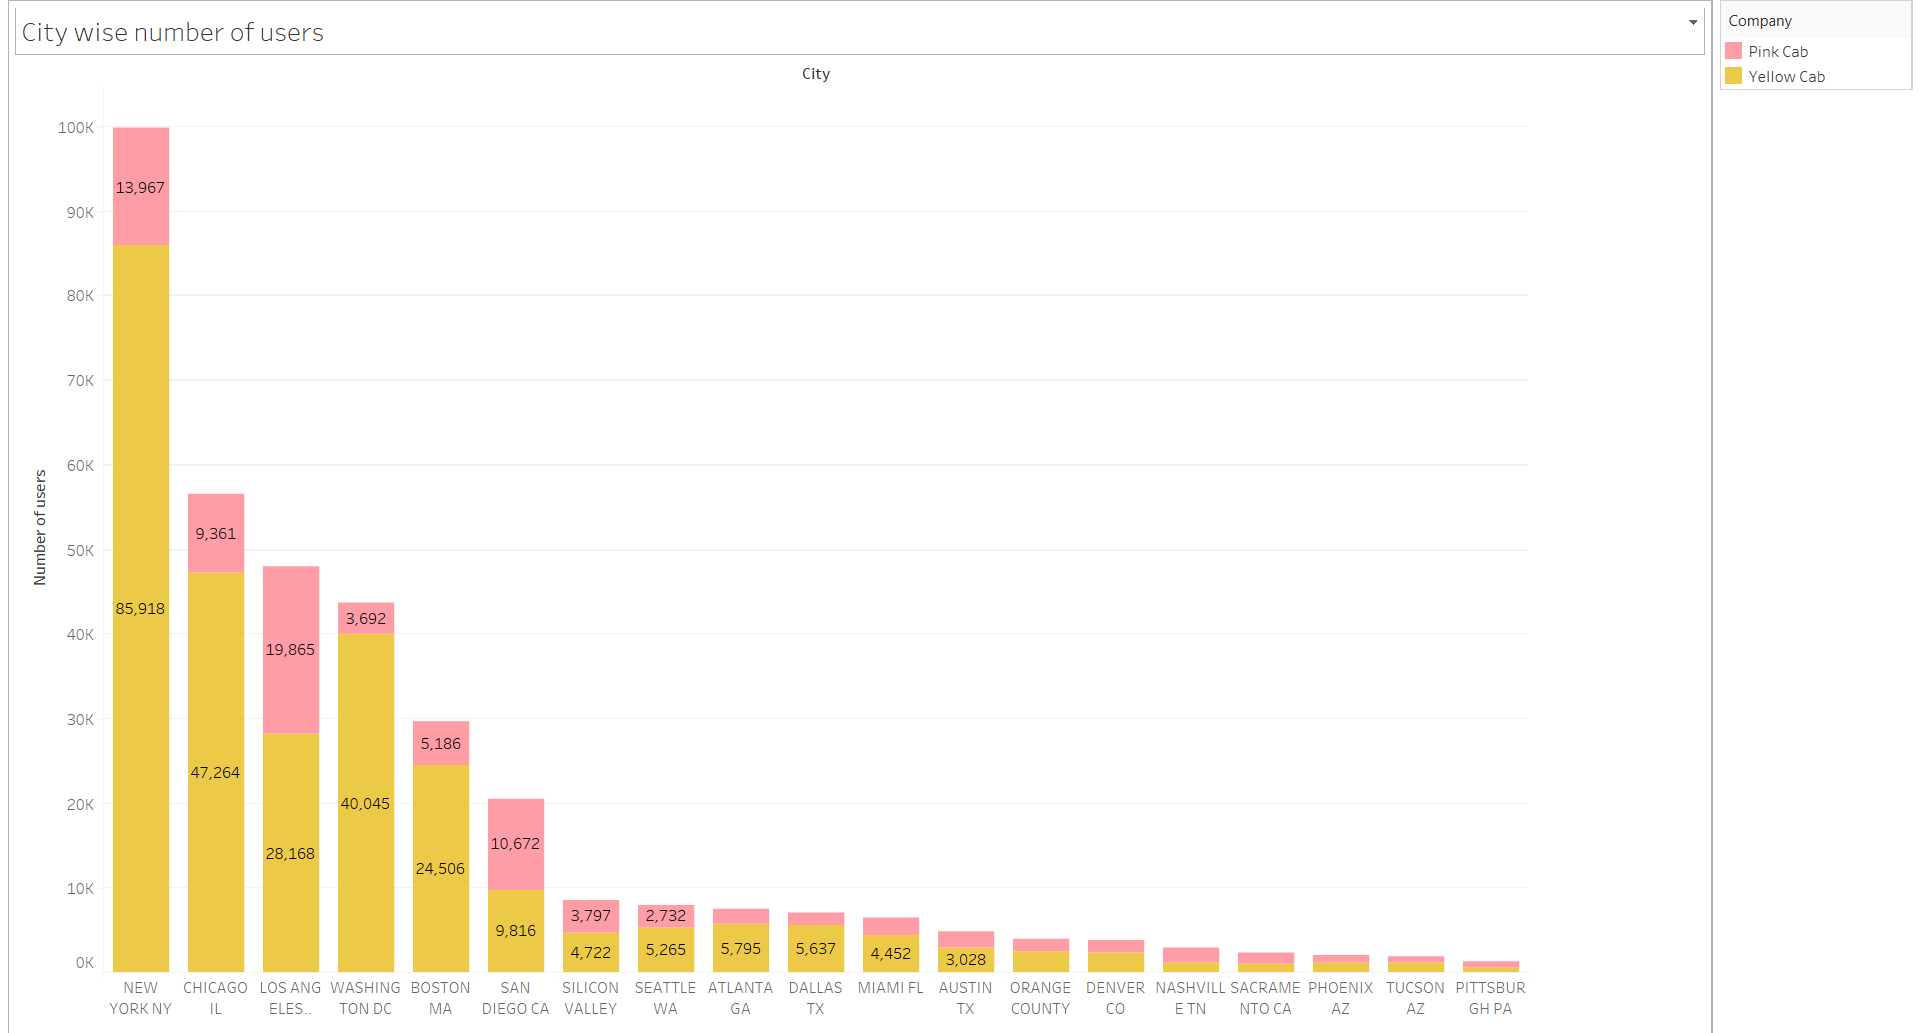 City wise number of users
Company
Pink Cab
Yellow Cab
City
Number of users
100K
90K
80K
70K
60K
50K
40K
30K
20K
10K
0K
13,967
85,918
9,361
47,264
19,865
28,168
3,692
40,045
5,186
24,506
10,672
9,816
3,797
4,722
2,732
5,265
5,795
5,637
4,452
3,028
NEW
YORK NY
CHICAGO
IL
LOS ANG
ELES..
WASHING
TON DC
BOSTON
MA
SAN
DIEGO CA
SILICON
VALLEY
SEATTLE
WA
ATLANTA
GA
DALLAS
TX
MIAMI FL
AUSTIN
TX
ORANGE
COUNTY
DENVER
CO
NASHVILL
E TN
SACRAME
NTO CA
PHOENIX
AZ
TUCSON
AZ
PITTSBUR
GH PA